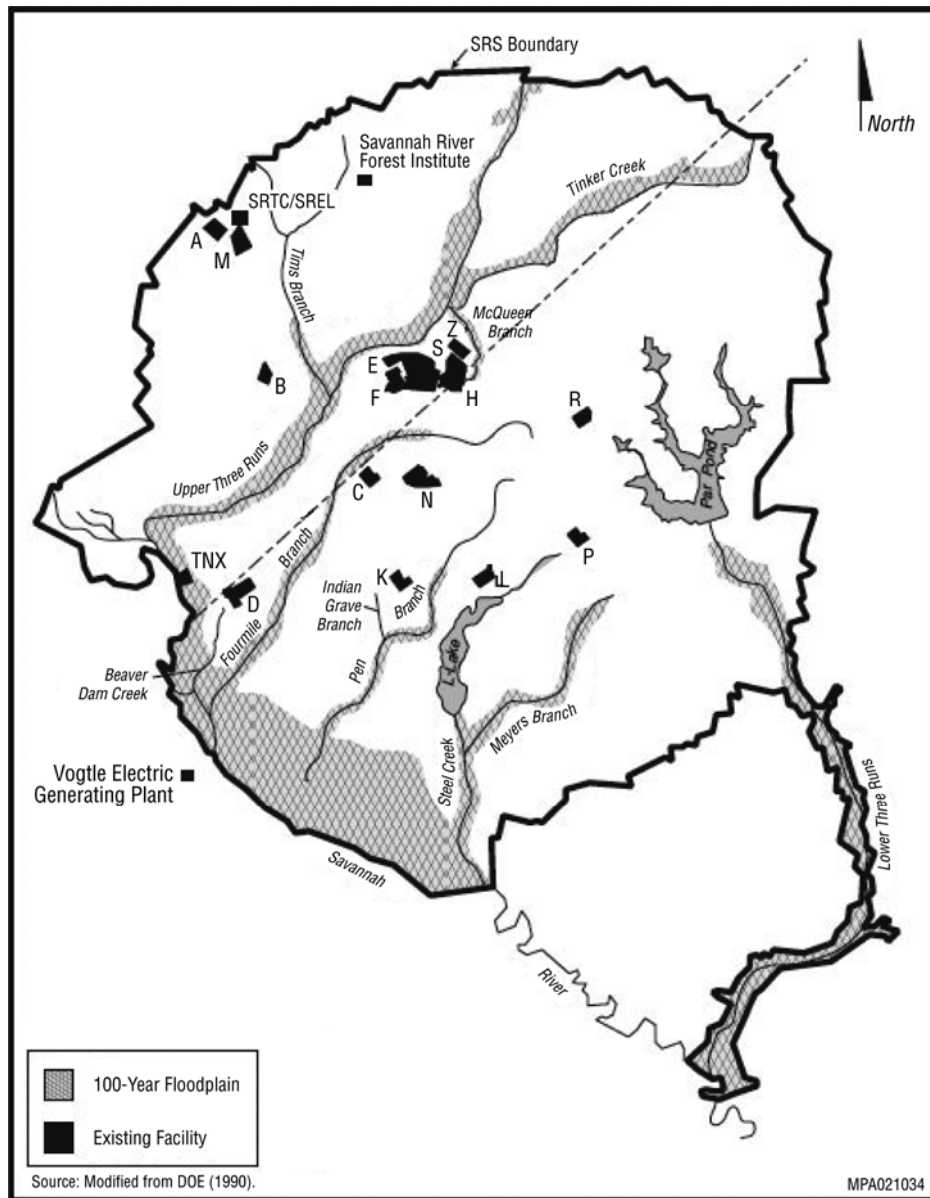 SRS Boundary
North
Savannah River
Forest Institute
SRTC/SREL
A
M
Tinker Creek
Tims Branch
McQueen
Branch
Z
S
E
F
H
B
R
Par Pond
Upper Three Runs
C
N
TNX
D
Branch
Fourmile
K
L
P
Indian
Grave
Branch
Branch
Pen
L-Lake
Beaver
Dam Creek
Meyers Branch
Steel Creek
Vogtle Electric
Generating Plant
Lower Three Runs
Savannah
River
100-Year Floodplain
Existing Facility
Source: Modified from DOE (1990).
MPA021034